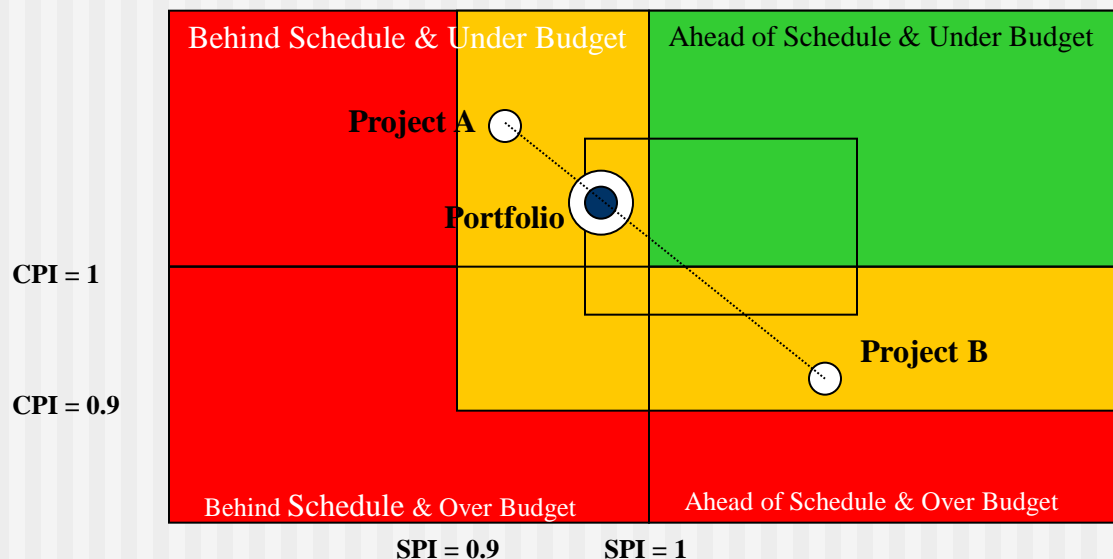 Behind Schedule & Under Budget
Ahead of Schedule & Under Budget
Project A
Portfolio
CPI = 1
Project B
CPI = 0.9
Behind Schedule & Over Budget
Ahead of Schedule & Over Budget
SPI = 0.9
SPI = 1